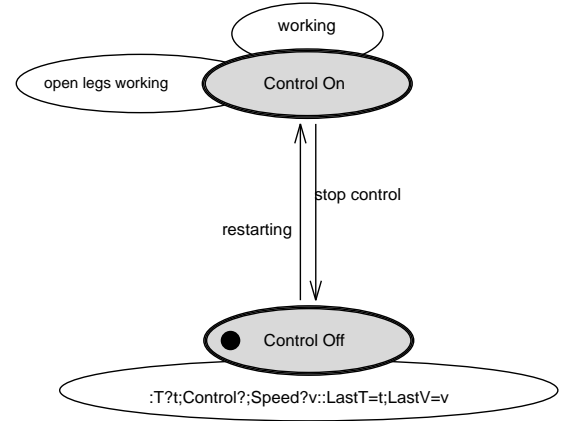 working
open legs working
Control On
stop control
restarting
Control Off
:T?t;Control?;Speed?v::LastT=t;LastV=v